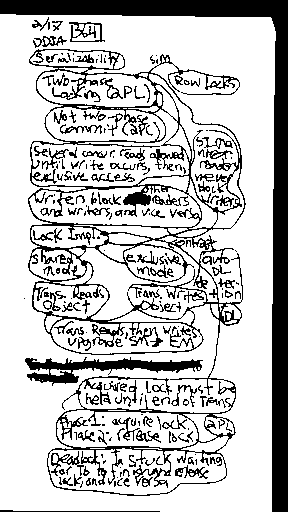 2/17 364
DDIA
Serializability
sim
Two-phase
Locking (2PL)
Row locks
Not two-phase
commit (2PC)
Several concur. reads allowed
until write occurs, then
exclusive access
SI mantra:
readers
never
block
writers
Writers block other readers
and writers, and vice versa
Lock Impl.
contrast
shared
mode
exclusive
mode
auto
DL
detection
Trans. Reads
Object
Trans. Writes
Object
DL
Trans. Reads, then writes
upgrade SM → EM
Acquired lock must be
held until end of trans.
Phase 1: acquire lock
Phase 2: release lock
2PL
Deadlock: Ta stuck waiting
for Tb to finish and release
lock, and vice versa